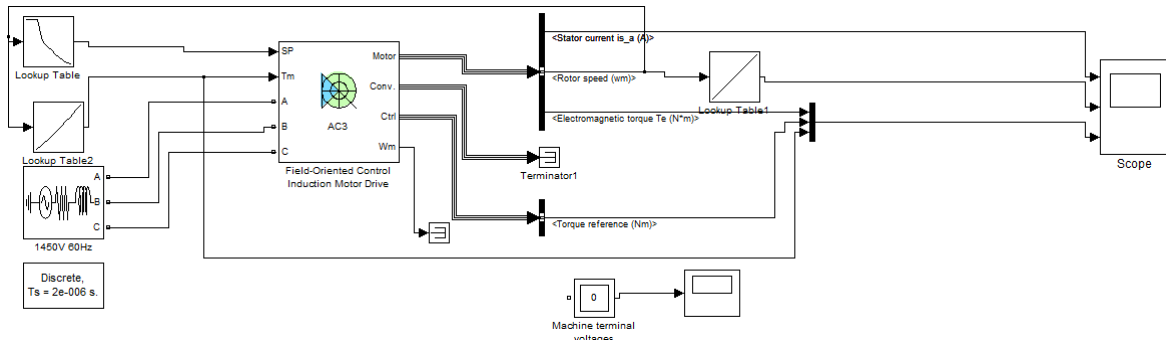 Lookup Table
Lookup Table2
A
B
C
1450V 60Hz
Discrete,
Ts = 2e-006 s.
SP
Tm
A
B
C
Motor
Conv.
Ctrl
Wm
AC3
Field-Oriented Control
Induction Motor Drive
<Stator current is_a (A)>
<Rotor speed (wm)>
<Electromagnetic torque Te (N*m)>
Lookup Table1
Terminator1
<Torque reference (Nm)>
0
Machine terminal
voltages
Scope